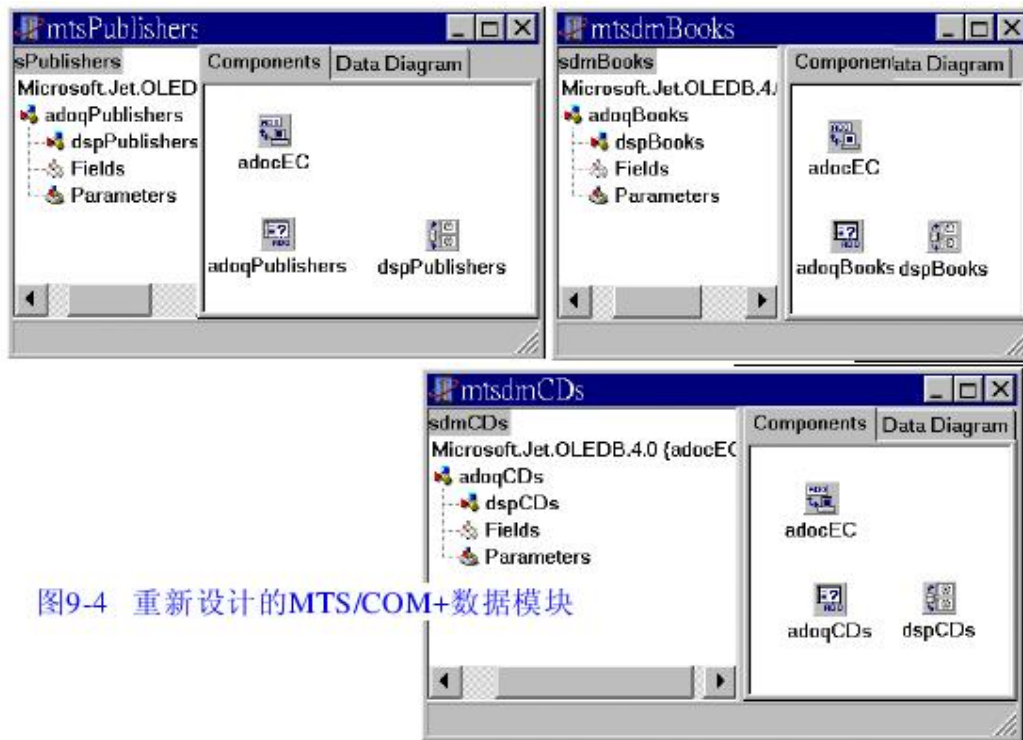 mtsPublishers
sPublishers
Components Data Diagram
Microsoft.Jet.OLED
adoqPublishers
dspPublishers
Fields
Parameters
adocEC
adoqPublishers dspPublishers
mtsdmBooks
sdmBooks
Component ata Diagram
Microsoft.Jet.OLEDB.4.
adoqBooks
dspBooks
Fields
Parameters
adocEC
adoqBooks dspBooks
mtsdmCDs
sdmCDs
Components Data Diagram
Microsoft.Jet.OLEDB.4.0 {adocEC
adoqCDs
dspCDs
Fields
Parameters
adocEC
adoqCDs dspCDs
图9-4 重新设计的MTS/COM+数据模块